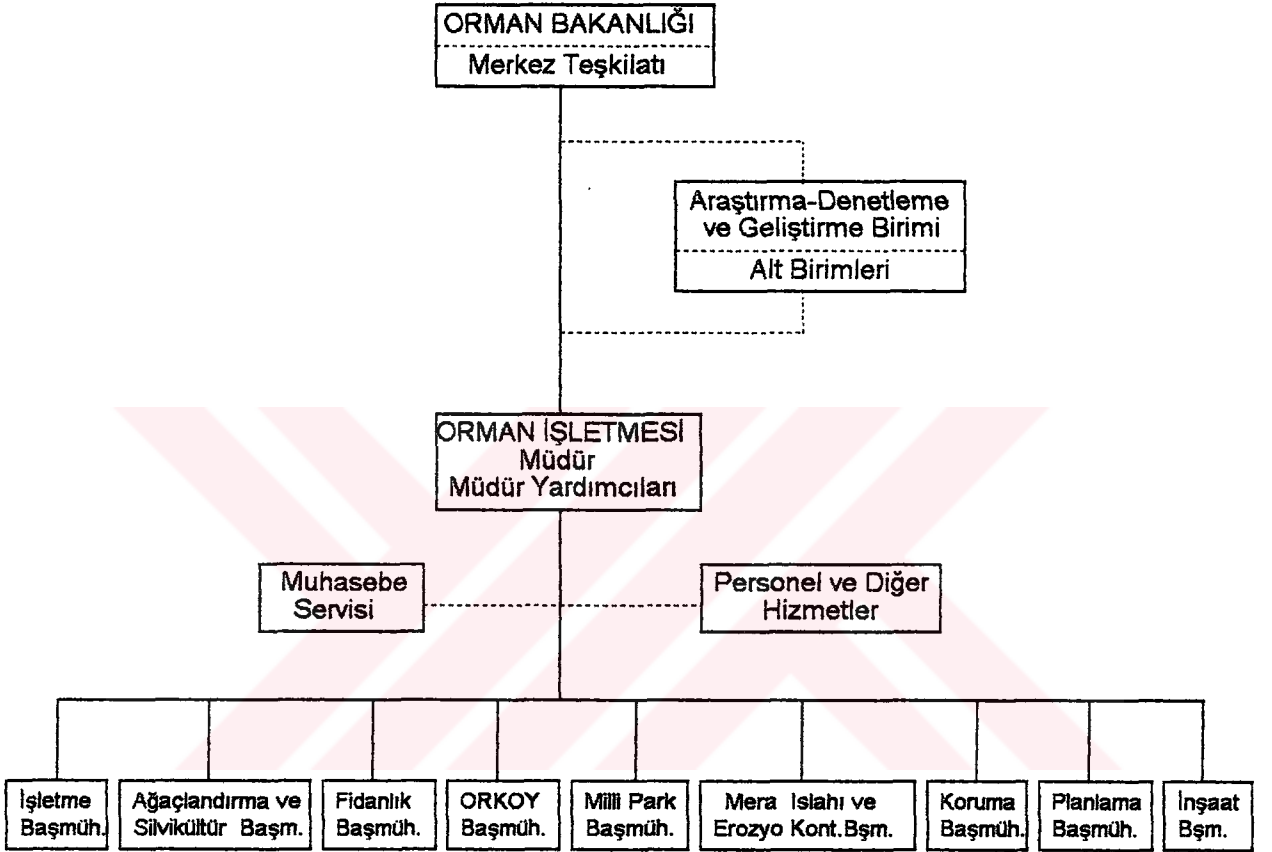 ORMAN BAKANLIĞI
Merkez Teşkilatı
Araştırma-Denetleme
ve Geliştirme Birimi
Alt Birimleri
ORMAN İŞLETMESİ
Müdür
Müdür Yardımcıları
Muhasebe
Servisi
Personel ve Diğer
Hizmetler
İşletme
Başmüh.
Ağaçlandırma ve
Silvikültür Başm.
Fidanlık
Başmüh.
ORKOY
Başmüh.
Milli Park
Başmüh.
Mera Islahı ve
Erozyo Kont.Bşm.
Koruma
Başmüh.
Planlama
Başmüh.
İnşaat
Bşm.